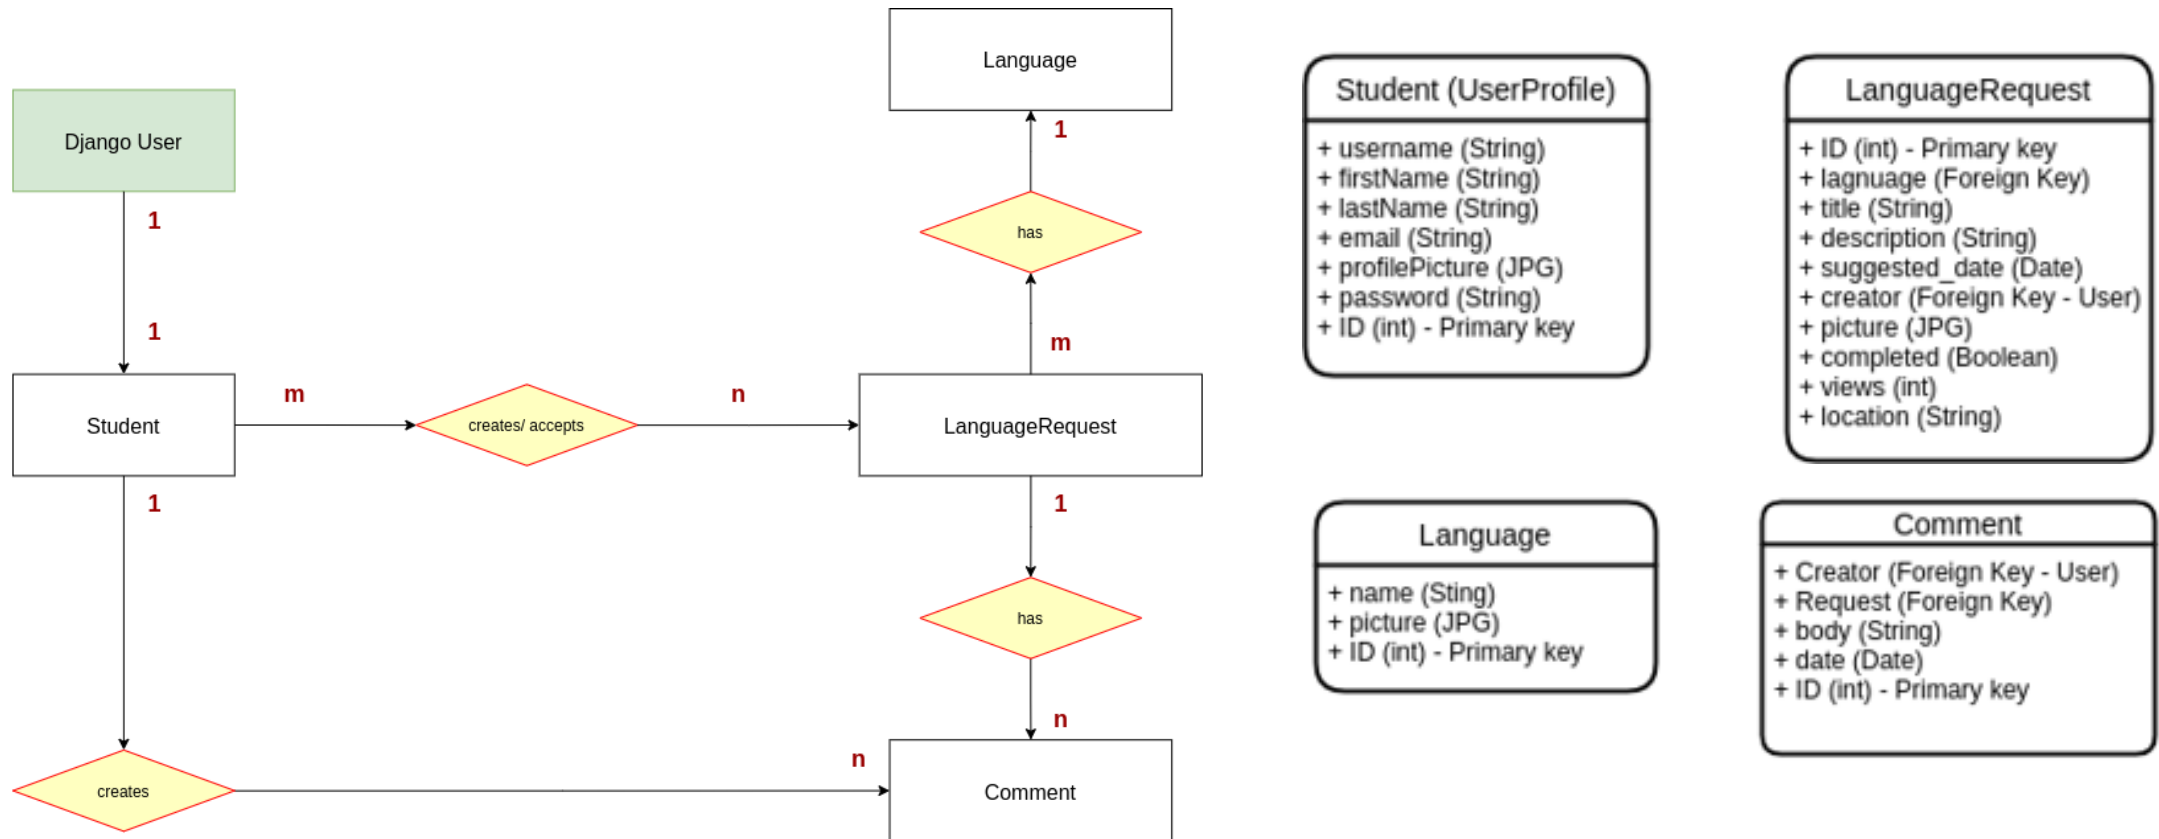 Language
1
has
m
Django User
1
1
Student
m
creates/ accepts
n
LanguageRequest
1
1
has
n
creates
n
Comment
Student (UserProfile)
+ username (String)
+ firstName (String)
+ lastName (String)
+ email (String)
+ profilePicture (JPG)
+ password (String)
+ ID (int) - Primary key
LanguageRequest
+ ID (int) - Primary key
+ lagnuage (Foreign Key)
+ title (String)
+ description (String)
+ suggested_date (Date)
+ creator (Foreign Key - User)
+ picture (JPG)
+ completed (Boolean)
+ views (int)
+ location (String)
Language
+ name (Sting)
+ picture (JPG)
+ ID (int) - Primary key
Comment
+ Creator (Foreign Key - User)
+ Request (Foreign Key)
+ body (String)
+ date (Date)
+ ID (int) - Primary key